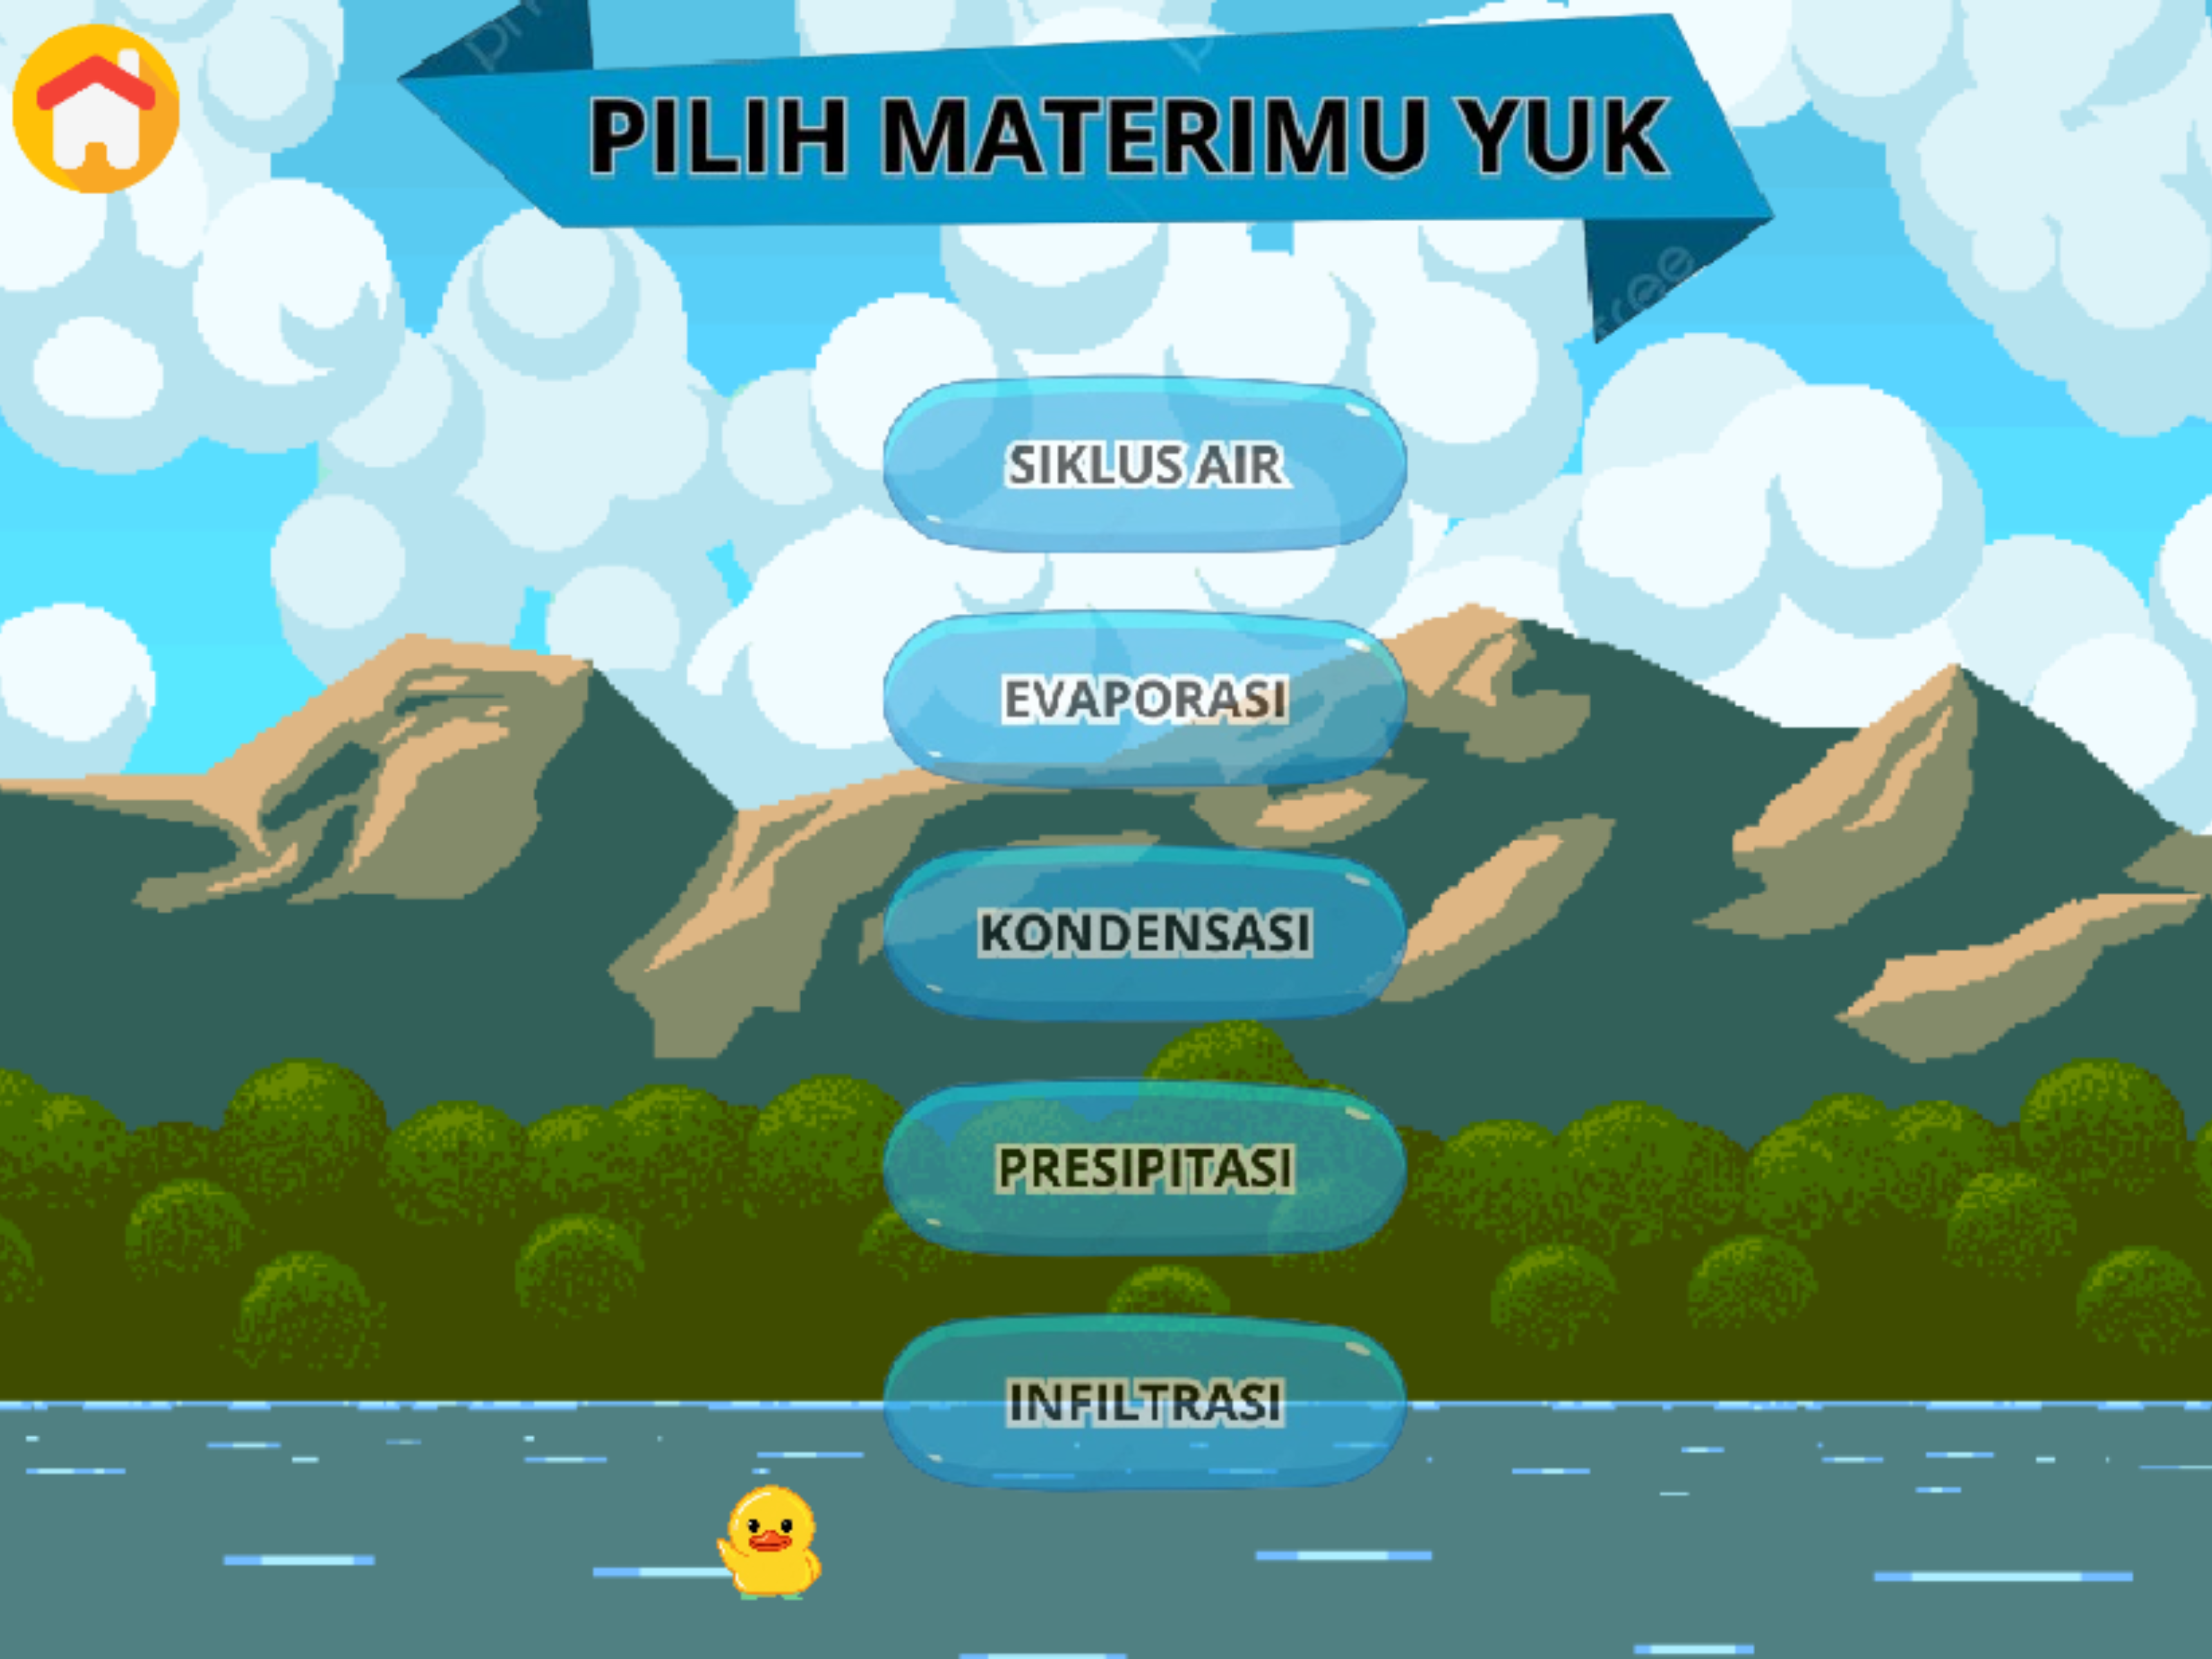 PILIH MATERIMU YUK
SIKLUS AIR
EVAPORASI
KONDENSASI
PRESIPITASI
INFILTRASI